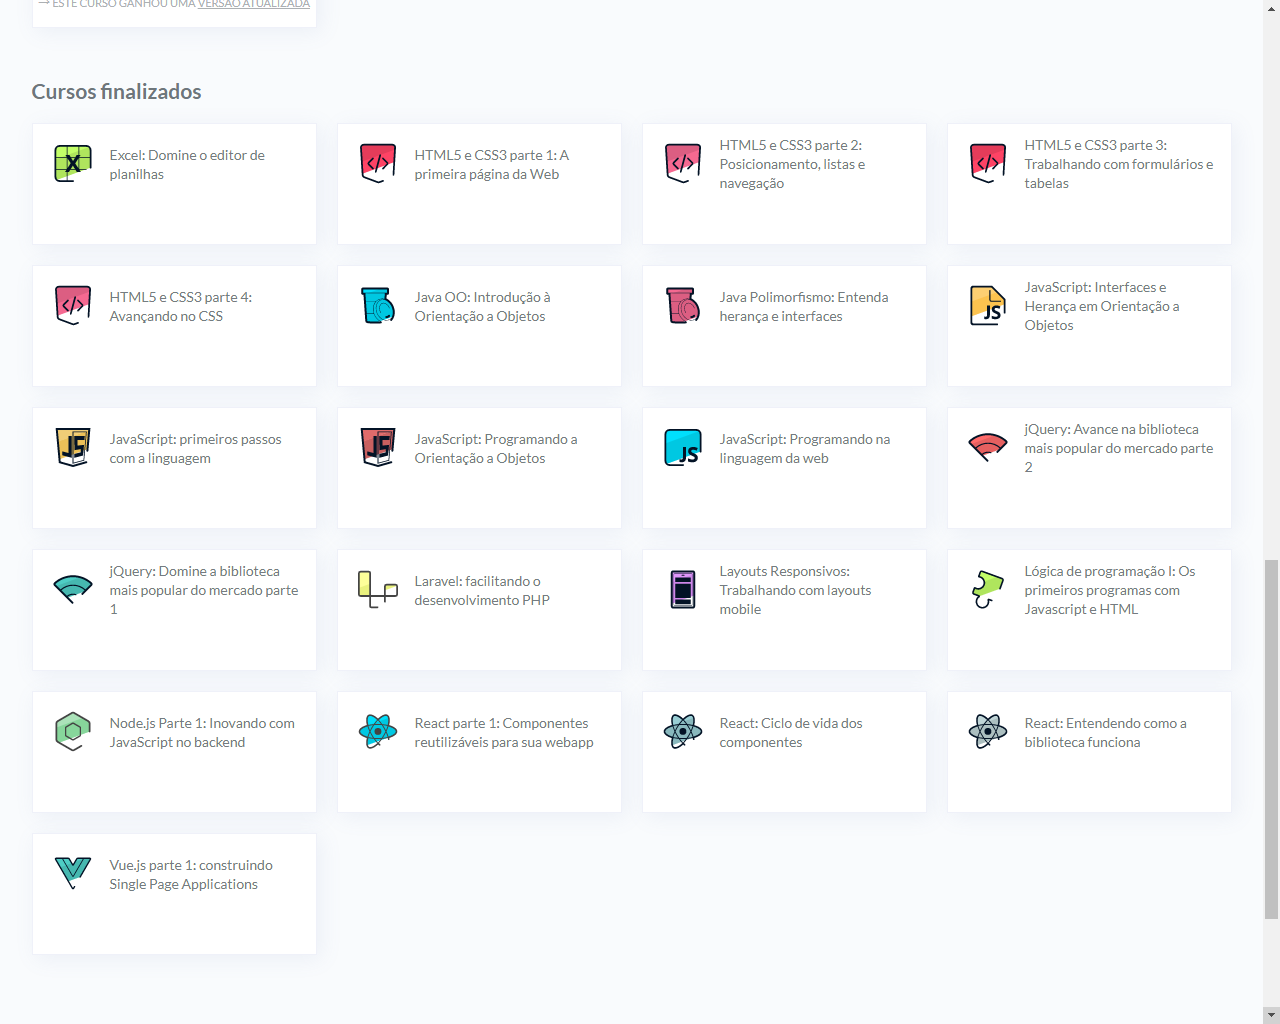 → ESTE CURSO GANHOU UMA VERSÃO ATUALIZADA
Cursos finalizados
Excel: Domine o editor de
planilhas
HTML5 e CSS3 parte 1: A
primeira página da Web
HTML5 e CSS3 parte 2:
Posicionamento, listas e
navegação
HTML5 e CSS3 parte 3:
Trabalhando com formulários e
tabelas
HTML5 e CSS3 parte 4:
Avançando no CSS
Java OO: Introdução à
Orientação a Objetos
Java Polimorfismo: Entenda
herança e interfaces
JS
JavaScript: Interfaces e
Herança em Orientação a
Objetos
JS
JavaScript: primeiros passos
com a linguagem
JS
JavaScript: Programando a
Orientação a Objetos
JS
JavaScript: Programando na
linguagem da web
jQuery: Avance na biblioteca
mais popular do mercado parte
2
jQuery: Domine a biblioteca
mais popular do mercado parte
1
Laravel: facilitando o
desenvolvimento PHP
Layouts Responsivos:
Trabalhando com layouts
mobile
Lógica de programação I: Os
primeiros programas com
Javascript e HTML
Node.js Parte 1: Inovando com
JavaScript no backend
React parte 1: Componentes
reutilizáveis para sua webapp
React: Ciclo de vida dos
componentes
React: Entendendo como a
biblioteca funciona
Vue.js parte 1: construindo
Single Page Applications